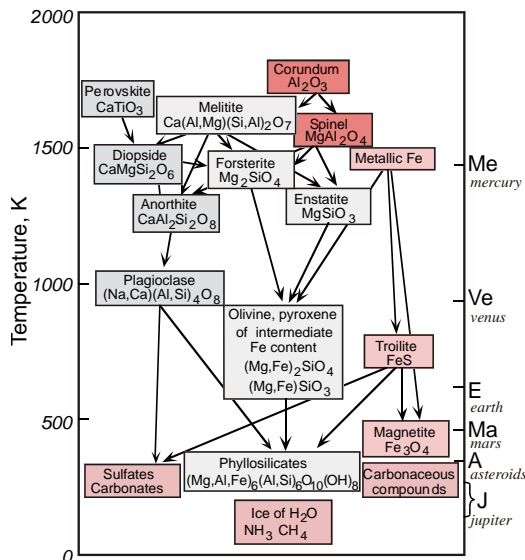 2000
1500
1000
500
0
Temperature, K
Corundum
Al2O3
Perovskite
CaTiO3
Melitite
Ca(Al,Mg)(Si,Al)2O7
Spinel
MgAl2O4
Diopside
CaMgSi2O6
Forsterite
Mg2SiO4
Metallic Fe
Anorthite
CaAl2Si2O8
Enstatite
MgSiO3
Plagioclase
(Na,Ca)(Al,Si)4O8
Olivine, pyroxene
of intermediate
Fe content
(Mg,Fe)2SiO4
(Mg,Fe)SiO3
Troilite
FeS
Magnetite
Fe3O4
Sulfates
Carbonates
Phyllosilicates
(Mg,Al,Fe)6(Al,Si)6O10(OH)8
Carbonaceous
compounds
Ice of H2O
NH3 CH4
Me
mercury
Ve
venus
E
earth
Ma
mars
A
asteroids
J
jupiter